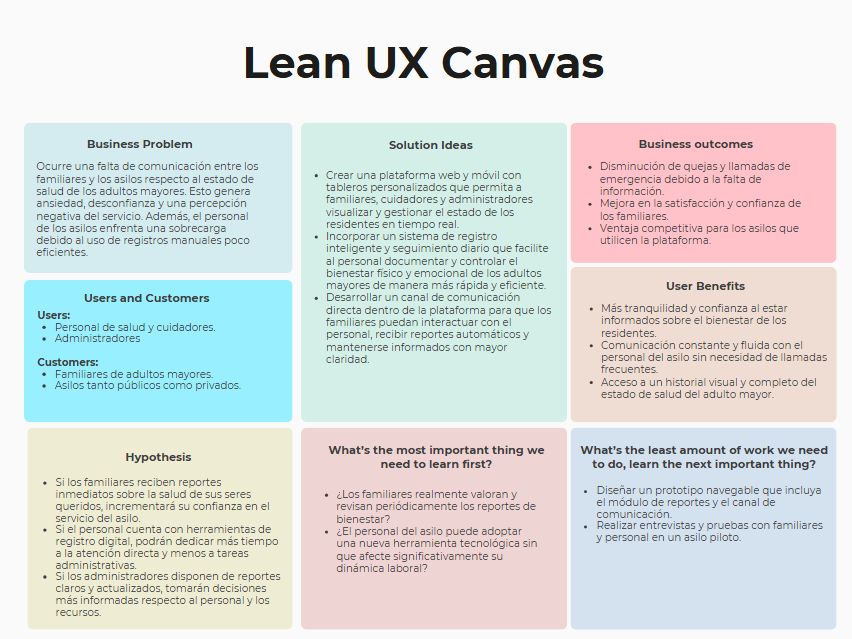 Lean UX Canvas
Business Problem
Ocurre una falta de comunicación entre los
familiares y los asilos respecto al estado de
salud de los adultos mayores. Esto genera
ansiedad, desconfianza y una percepción
negativa del servicio. Además, el personal
de los asilos enfrenta una sobrecarga
debido al uso de registros manuales poco
eficientes.
Users and Customers
Users:
• Personal de salud y cuidadores.
• Administradores
Customers:
• Familiares de adultos mayores.
• Asilos tanto públicos como privados.
Solution Ideas
• Crear una plataforma web y móvil con
tableros personalizados que permita a
familiares, cuidadores y administradores
visualizar y gestionar el estado de los
residentes en tiempo real.
• Incorporar un sistema de registro
inteligente y seguimiento diario que facilite
al personal documentar y controlar el
bienestar físico y emocional de los adultos
mayores de manera más rápida y eficiente.
• Desarrollar un canal de comunicación
directa dentro de la plataforma para que los
familiares puedan interactuar con el
personal, recibir reportes automáticos y
mantenerse informados con mayor
claridad.
Business outcomes
• Disminución de quejas y llamadas de
emergencia debido a la falta de
información.
• Mejora en la satisfacción y confianza de
los familiares.
• Ventaja competitiva para los asilos que
utilicen la plataforma.
User Benefits
• Más tranquilidad y confianza al estar
informados sobre el bienestar de los
residentes.
• Comunicación constante y fluida con el
personal del asilo sin necesidad de llamadas
frecuentes.
• Acceso a un historial visual y completo del
estado de salud del adulto mayor.
Hypothesis
• Si los familiares reciben reportes
inmediatos sobre la salud de sus seres
queridos, incrementará su confianza en el
servicio del asilo.
• Si el personal cuenta con herramientas de
registro digital, podrán dedicar más tiempo
a la atención directa y menos a tareas
administrativas.
• Si los administradores disponen de reportes
claros y actualizados, tomarán decisiones
más informadas respecto al personal y los
recursos.
What's the most important thing we
need to learn first?
• ¿Los familiares realmente valoran y
revisan periódicamente los reportes de
bienestar?
• ¿El personal del asilo puede adoptar
una nueva herramienta tecnológica sin
que afecte significativamente su
dinámica laboral?
What's the least amount of work we need
to do, learn the next important thing?
• Diseñar un prototipo navegable que incluya
el módulo de reportes y el canal de
comunicación.
• Realizar entrevistas y pruebas con familiares
y personal en un asilo piloto.